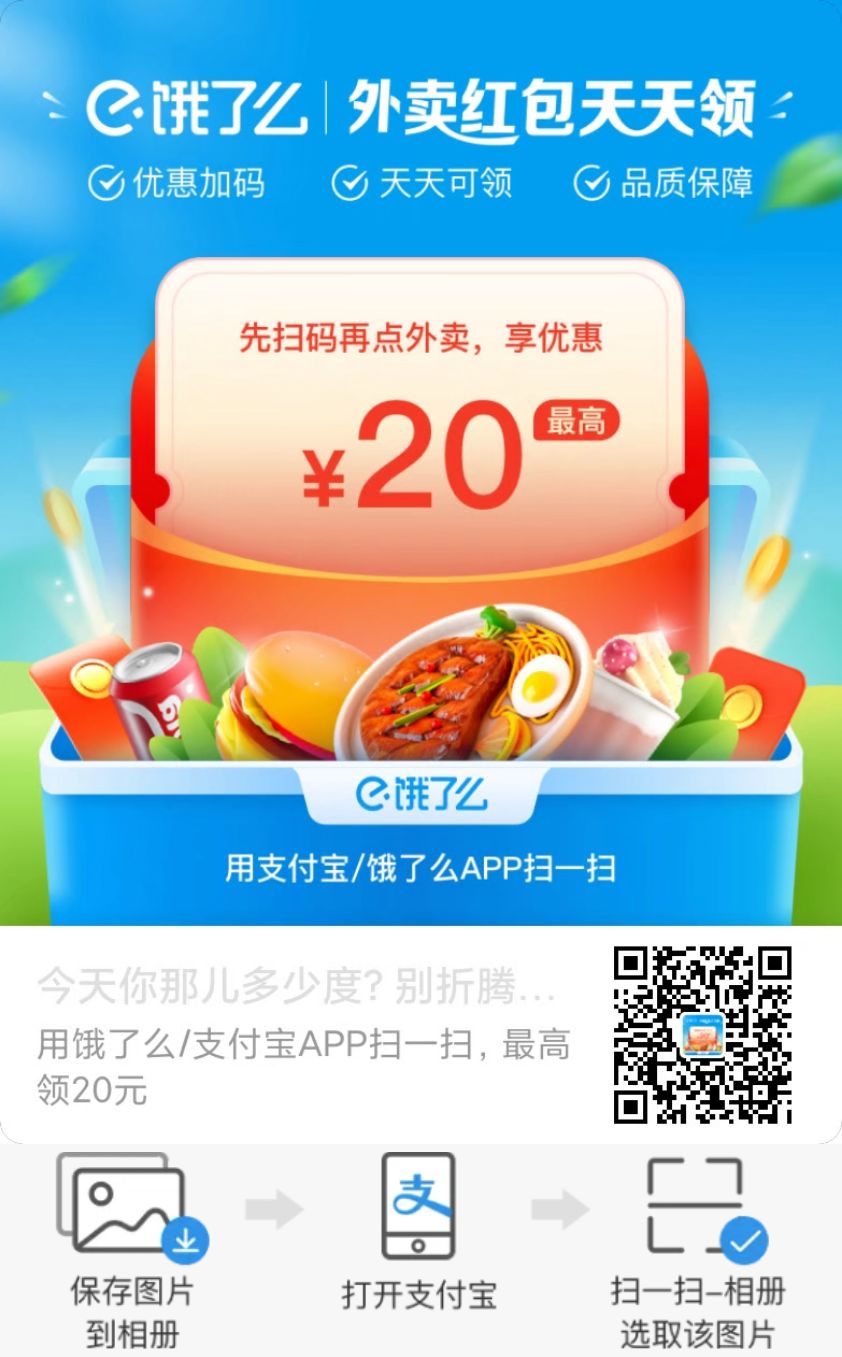 饿了么 外卖红包天天领
优惠加码 天天可领 品质保障
先扫码再点外卖，享优惠
¥20 最高
饿了么
用支付宝/饿了么APP扫一扫
今天你那儿多少度? 别折腾...
用饿了么/支付宝APP扫一扫，最高
领20元
支
保存图片
到相册
打开支付宝
扫一扫-相册
选取该图片